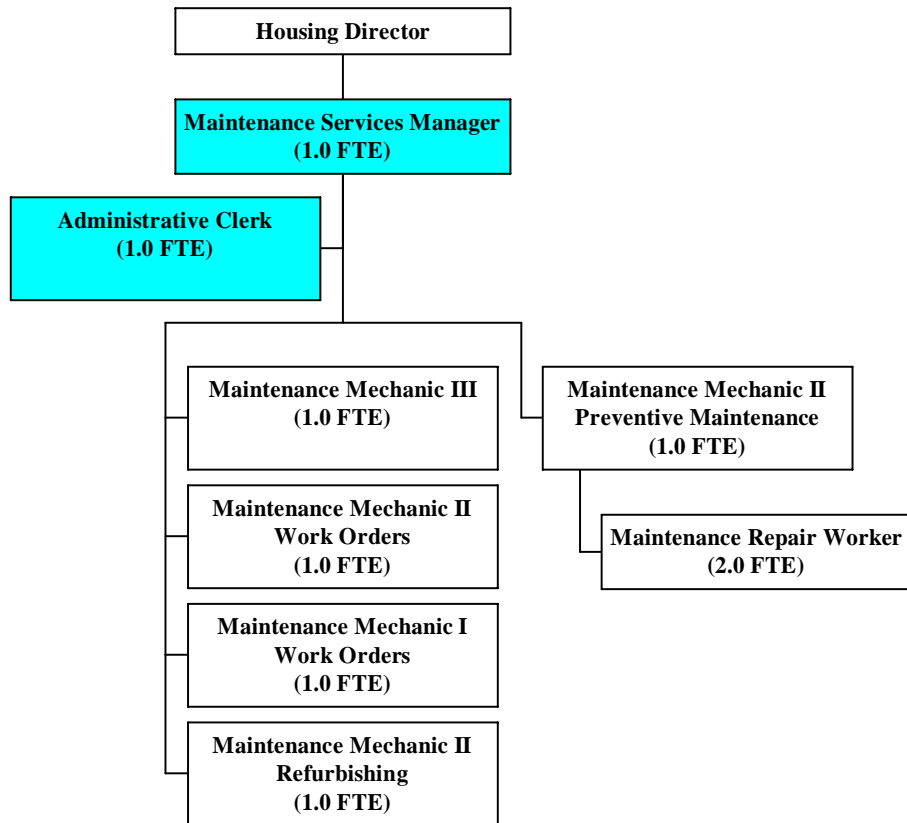 Housing Director
Maintenance Services Manager
(1.0 FTE)
Administrative Clerk
(1.0 FTE)
Maintenance Mechanic III
(1.0 FTE)
Maintenance Mechanic II
Work Orders
(1.0 FTE)
Maintenance Mechanic I
Work Orders
(1.0 FTE)
Maintenance Mechanic II
Refurbishing
(1.0 FTE)
Maintenance Mechanic II
Preventive Maintenance
(1.0 FTE)
Maintenance Repair Worker
(2.0 FTE)